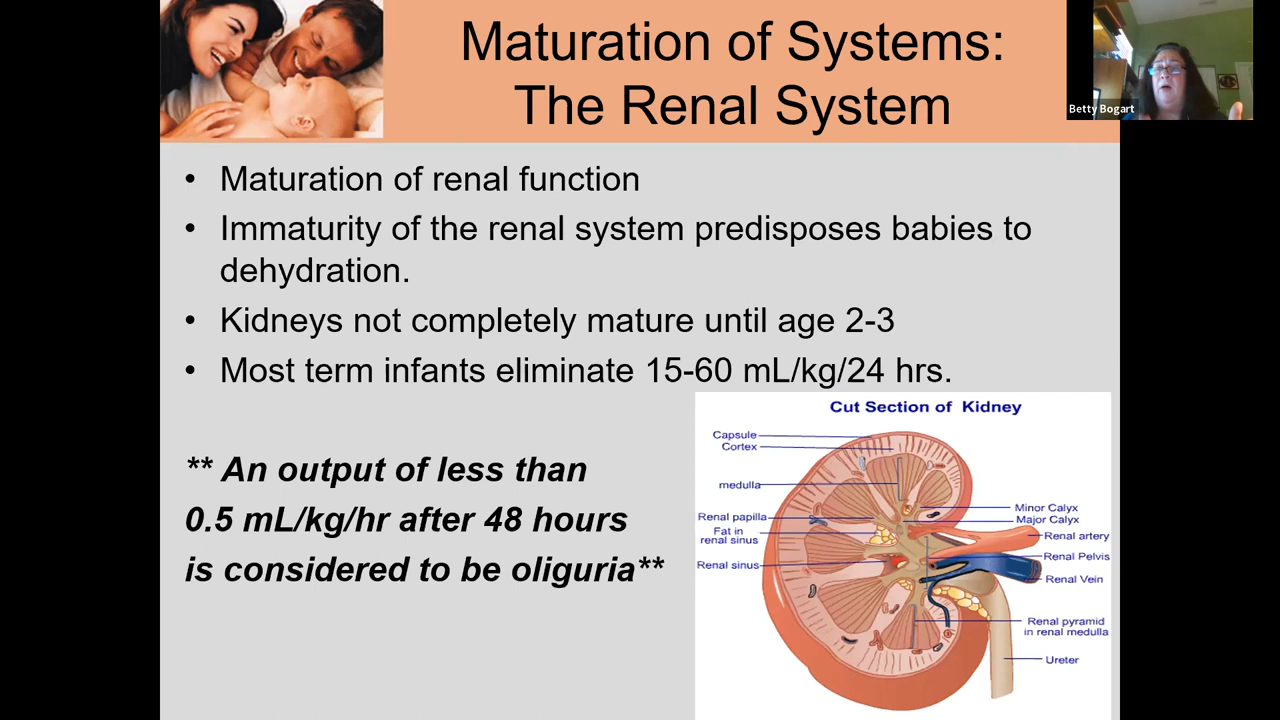 Maturation of Systems:
The Renal System
Betty Bogart
• Maturation of renal function
• Immaturity of the renal system predisposes babies to
dehydration.
• Kidneys not completely mature until age 2-3
• Most term infants eliminate 15-60 mL/kg/24 hrs.
** An output of less than
0.5 mL/kg/hr after 48 hours
is considered to be oliguria**
Cut Section of Kidney
Capsule
Cortex
medulla
Renal papilla
Fat in
renal sinus
Renal sinus
Minor Calyx
Major Calyx
Renal artery
Renal Pelvis
Renal Vein
Renal pyramid
in renal medulla
Ureter